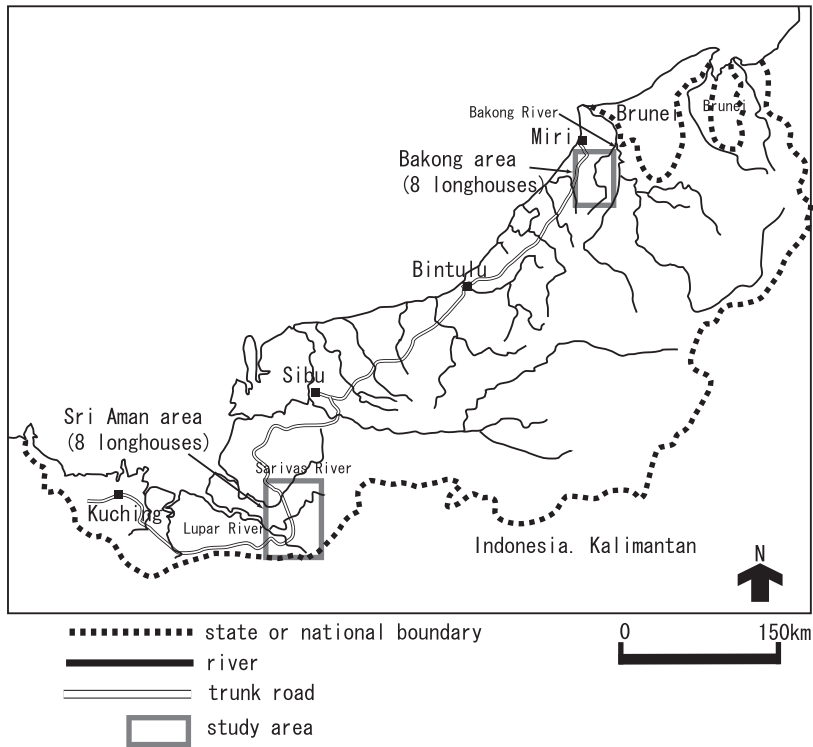 Bakong River
Brunei
Brunei
Miri
Bakong area
(8 longhouses)
Bintulu
Sibu
Sri Aman area
(8 longhouses)
Sarivas River
Kuching
Lupar River
Indonesia. Kalimantan
N
state or national boundary
0 150km
river
trunk road
study area